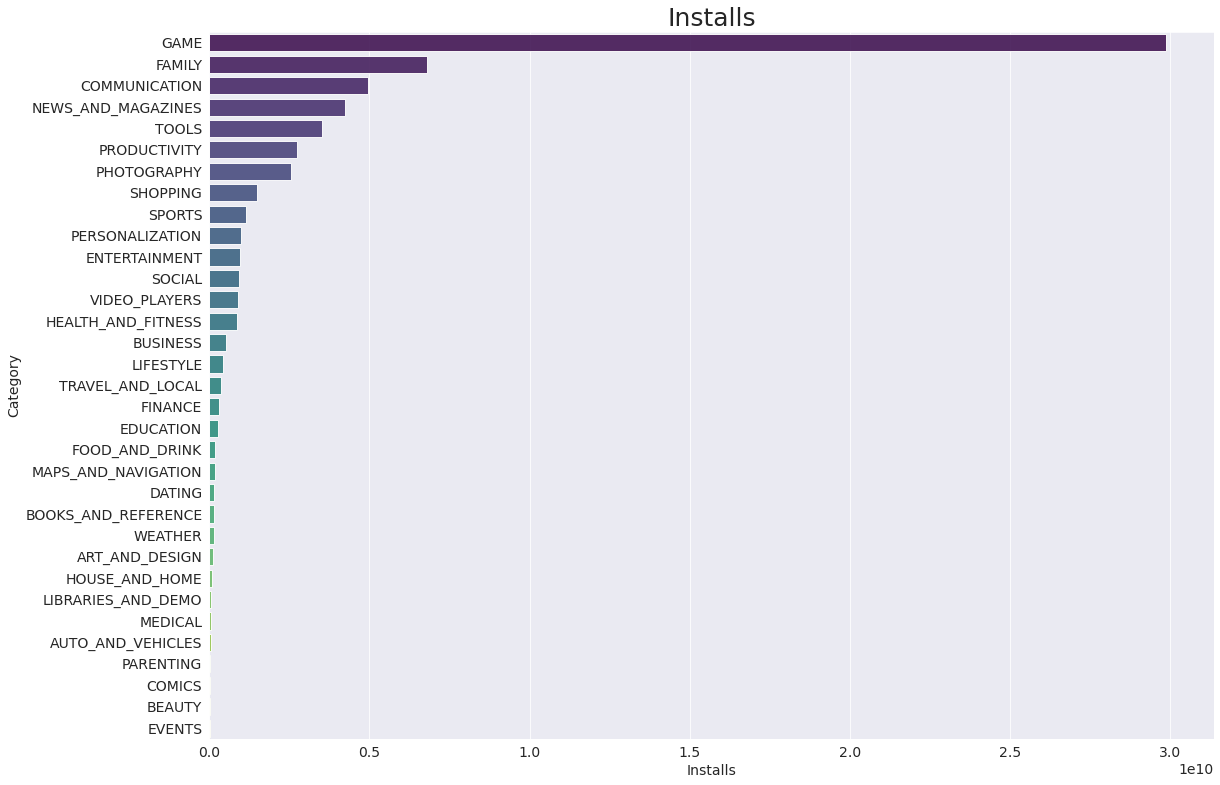 Installs
GAME
FAMILY
COMMUNICATION
NEWS_AND_MAGAZINES
TOOLS
PRODUCTIVITY
PHOTOGRAPHY
SHOPPING
SPORTS
PERSONALIZATION
ENTERTAINMENT
SOCIAL
VIDEO_PLAYERS
HEALTH_AND_FITNESS
BUSINESS
LIFESTYLE
TRAVEL_AND_LOCAL
FINANCE
EDUCATION
FOOD_AND_DRINK
MAPS_AND_NAVIGATION
DATING
BOOKS_AND_REFERENCE
WEATHER
ART_AND_DESIGN
HOUSE_AND_HOME
LIBRARIES_AND_DEMO
MEDICAL
AUTO_AND_VEHICLES
PARENTING
COMICS
BEAUTY
EVENTS
Category
0.0 0.5 1.0 1.5 2.0 2.5 3.0
Installs
1e10